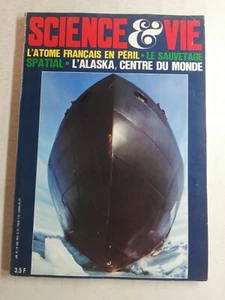 SCIENCE & VIE
L'ATOME FRANÇAIS EN PÉRIL • LE SAUVETAGE
SPATIAL • L'ALASKA, CENTRE DU MONDE
3,5 F